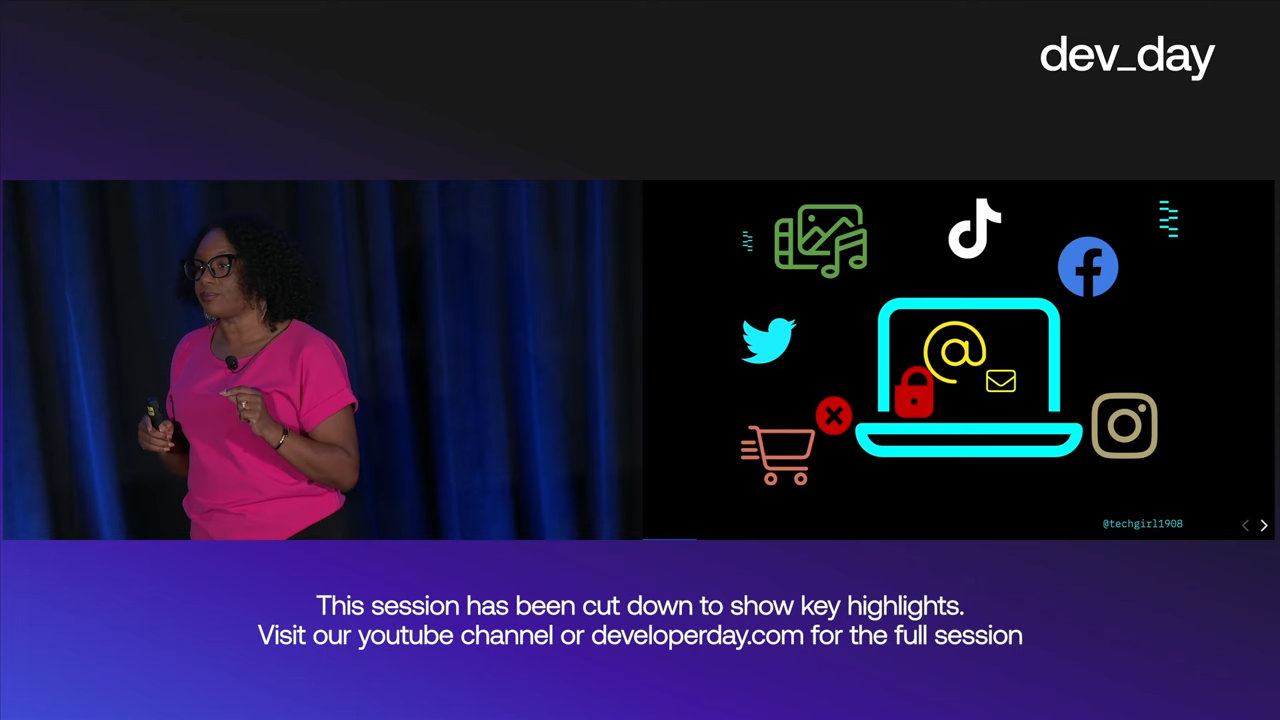 dev_day
@techgirl1908
This session has been cut down to show key highlights.
Visit our youtube channel or developerday.com for the full session